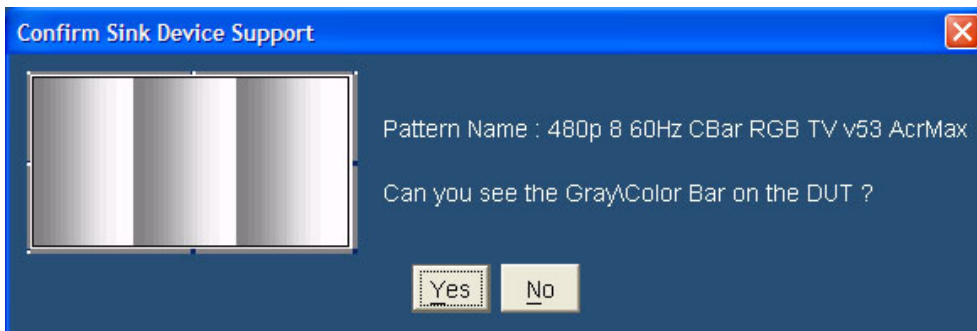 Confirm Sink Device Support
Pattern Name : 480p 8 60Hz CBar RGB TV v53 AcrMax
Can you see the Gray\Color Bar on the DUT ?
Yes No